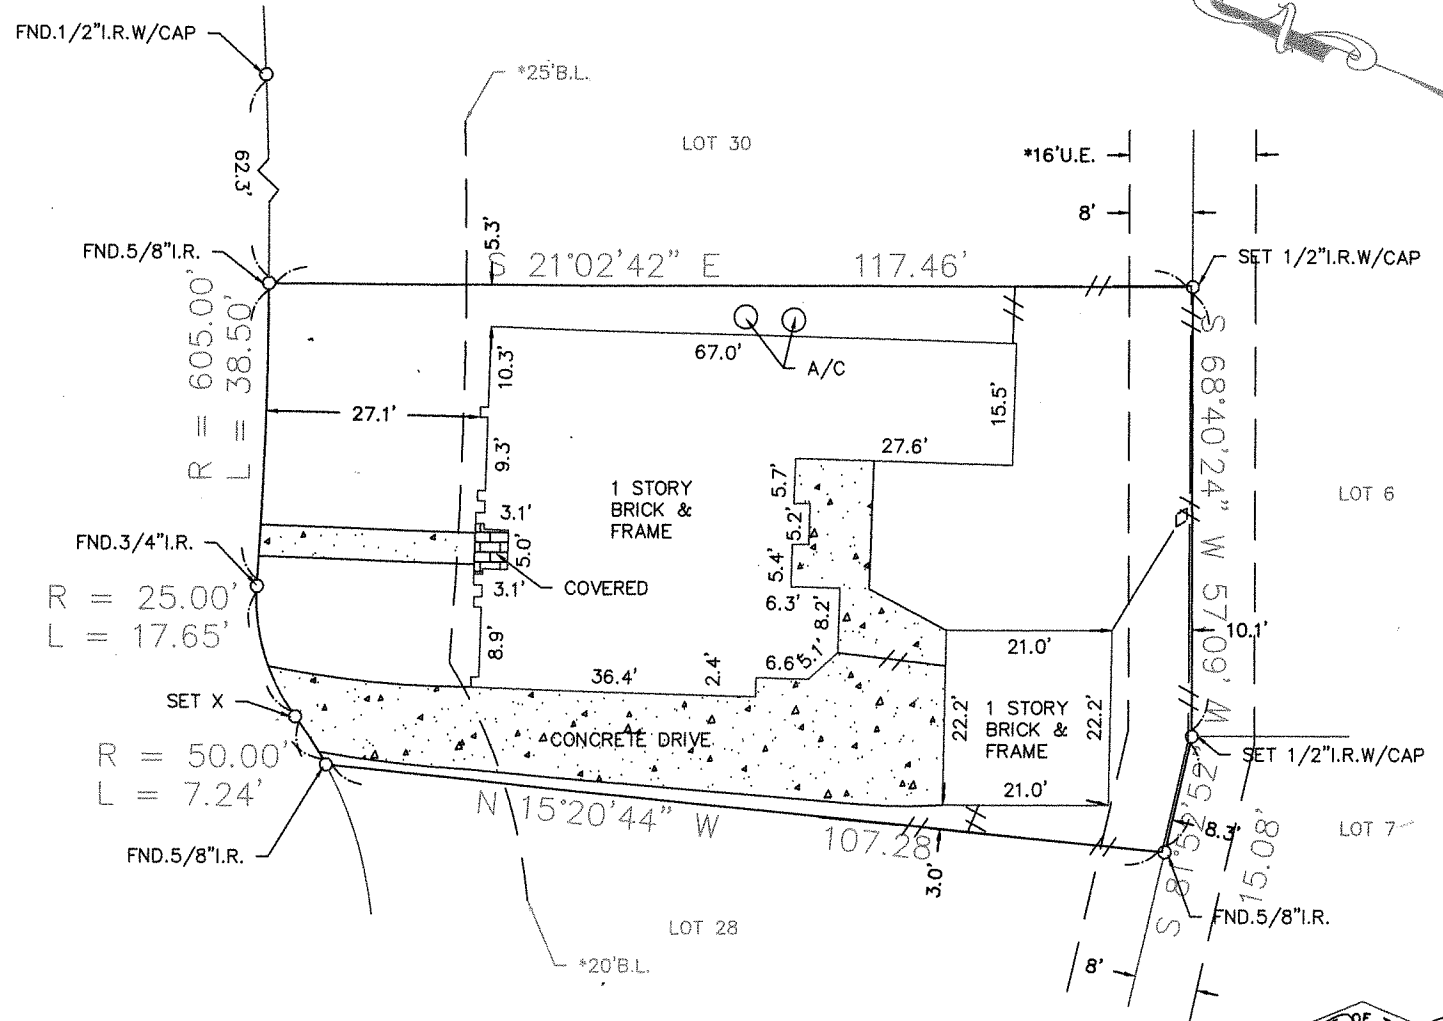 FND.1/2"I.R.W/CAP
*25'B.L.
LOT 30
*16'U.E.
62.3'
8'
FND.5/8"I.R.
5.3'
S 21°02'42" E 117.46'
SET 1/2"I.R.W/CAP
R = 605.00'
L = 38.50'
67.0'
A/C
10.3'
27.1'
15.5'
27.6'
S 68°40'24" W 57.09'
9.3'
1 STORY
BRICK &
FRAME
5.7'
LOT 6
3.1'
5.2'
FND.3/4"I.R.
5.0'
5.4'
COVERED
3.1'
R = 25.00'
L = 17.65'
6.3'
8.2'
8.9'
21.0'
10.1'
5.1'
6.6'
2.4'
36.4'
SET X
22.2'
1 STORY
BRICK &
FRAME
22.2'
CONCRETE DRIVE
R = 50.00'
L = 7.24'
SET 1/2"I.R.W/CAP
21.0'
N 15°20'44" W 107.28'
8.3'
LOT 7
S 81°52'52"
15.08'
FND.5/8"I.R.
3.0'
FND.5/8"I.R.
LOT 28
*20'B.L.
8'
OF